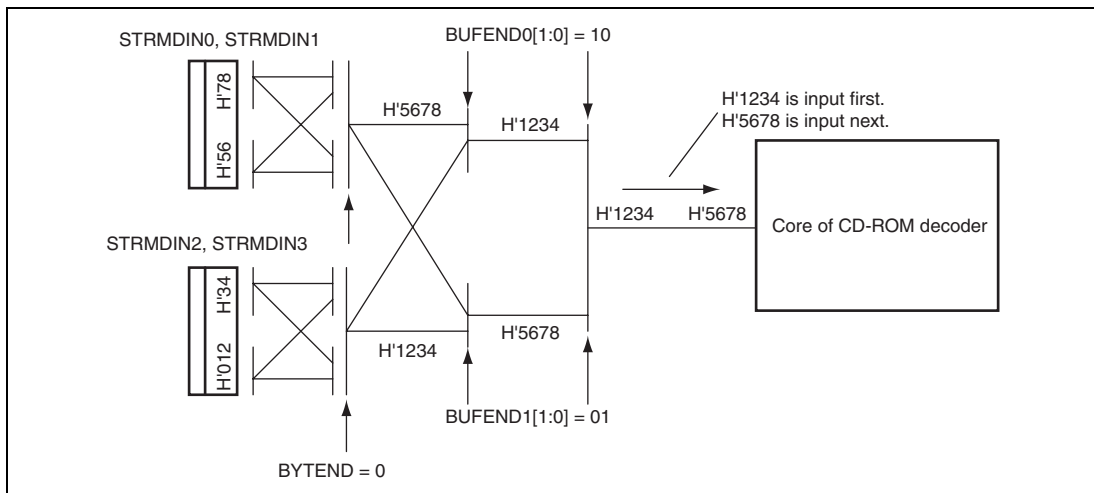 STRMDIN0, STRMDIN1
BUFEND0[1:0] = 10
H'78
H'56
H'5678
H'1234
H'1234 is input first.
H'5678 is input next.
H'1234
H'5678
Core of CD-ROM decoder
STRMDIN2, STRMDIN3
H'34
H'012
H'1234
H'5678
BUFEND1[1:0] = 01
BYTEND = 0